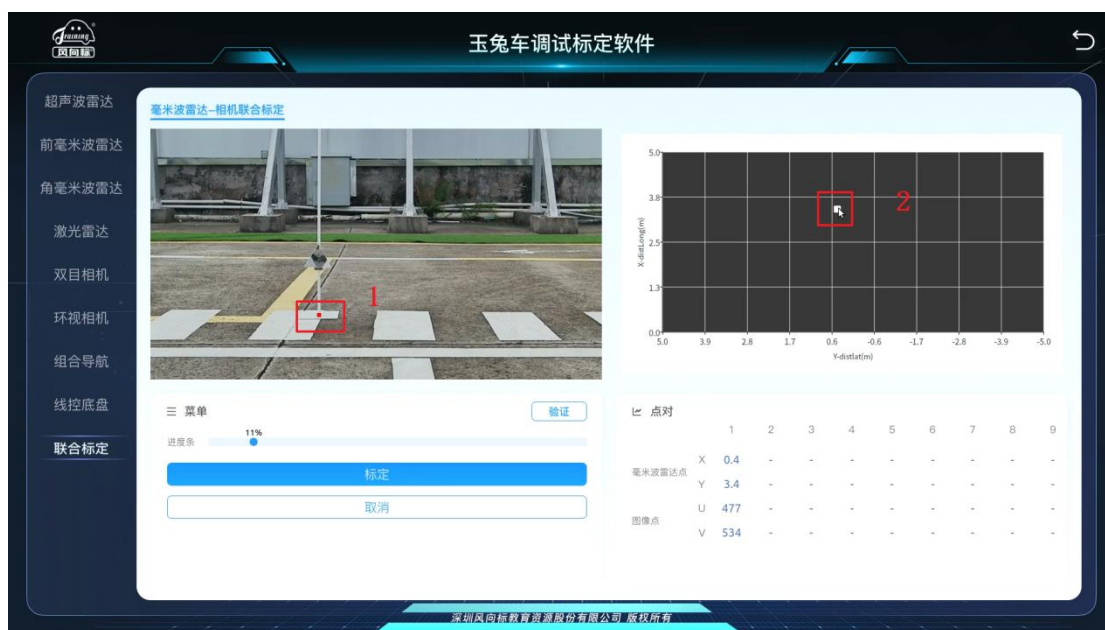 Training
风向标
玉兔车调试标定软件
超声波雷达
前毫米波雷达
角毫米波雷达
激光雷达
双目相机
环视相机
组合导航
线控底盘
联合标定
毫米波雷达-相机联合标定
1
2
X-distLong(m)
5.0
3.8
2.5
1.3
0.0
5.0 3.9 2.8 1.7 0.6 -0.6 -1.7 -2.8 -3.9 -5.0
Y-distlat(m)
菜单
验证
11%
进度条
标定
取消
点对
1 2 3 4 5 6 7 8 9
毫米波雷达点
X 0.4 - - - - - - - -
Y 3.4 - - - - - - - -
图像点
U 477 - - - - - - - -
V 534 - - - - - - - -
深圳风向标教育资源股份有限公司 版权所有